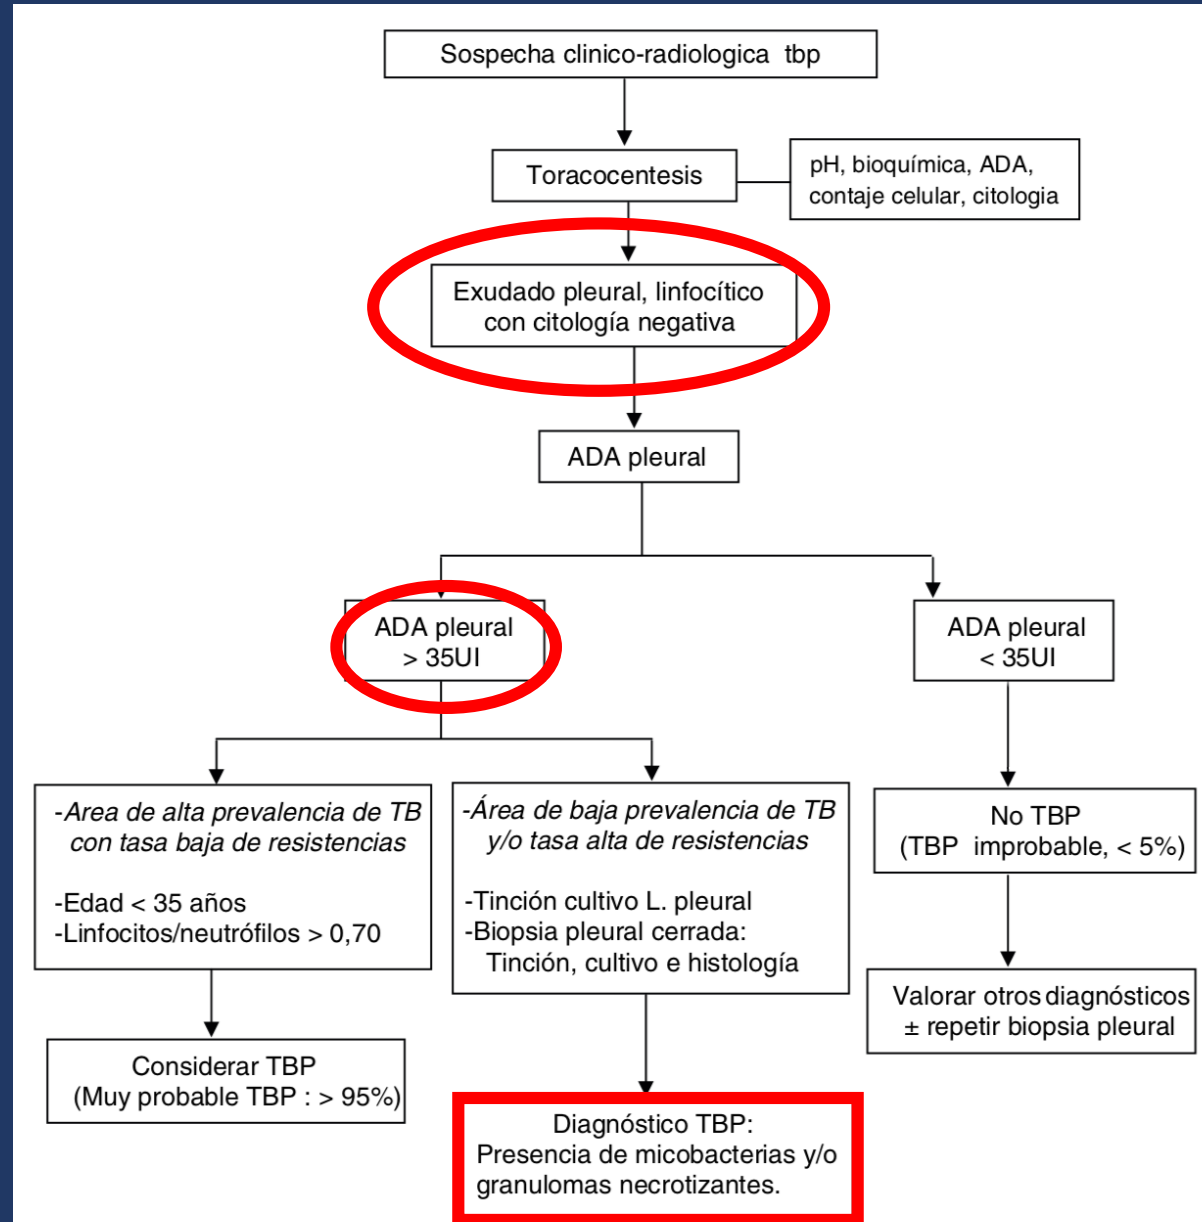 Sospecha clinico-radiologica tbp
Toracocentesis
pH, bioquímica, ADA,
contaje celular, citologia
Exudado pleural, linfocítico
con citología negativa
ADA pleural
ADA pleural
> 35UI
ADA pleural
< 35UI
-Area de alta prevalencia de TB
con tasa baja de resistencias
-Edad < 35 años
-Linfocitos/neutrófilos > 0,70
-Área de baja prevalencia de TB
y/o tasa alta de resistencias
-Tinción cultivo L. pleural
-Biopsia pleural cerrada:
Tinción, cultivo e histología
No TBP
(TBP improbable, < 5%)
Considerar TBP
(Muy probable TBP : > 95%)
Diagnóstico TBP:
Presencia de micobacterias y/o
granulomas necrotizantes.
Valorar otros diagnósticos
± repetir biopsia pleural